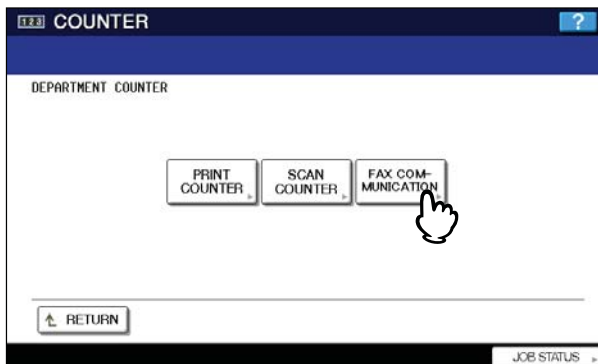 123 COUNTER
?
DEPARTMENT COUNTER
PRINT
COUNTER
SCAN
COUNTER
FAX COM-
MUNICATION
RETURN
JOB STATUS